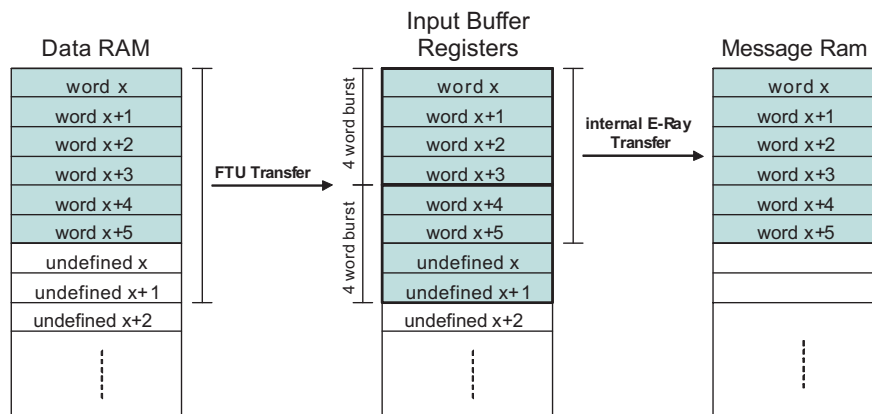 Data RAM
word x
word x+1
word x+2
word x+3
word x+4
word x+5
undefined x
undefined x+1
undefined x+2
FTU Transfer
Input Buffer
Registers
4 word burst
4 word burst
word x
word x+1
word x+2
word x+3
word x+4
word x+5
undefined x
undefined x+1
undefined x+2
internal E-Ray
Transfer
Message Ram
word x
word x+1
word x+2
word x+3
word x+4
word x+5